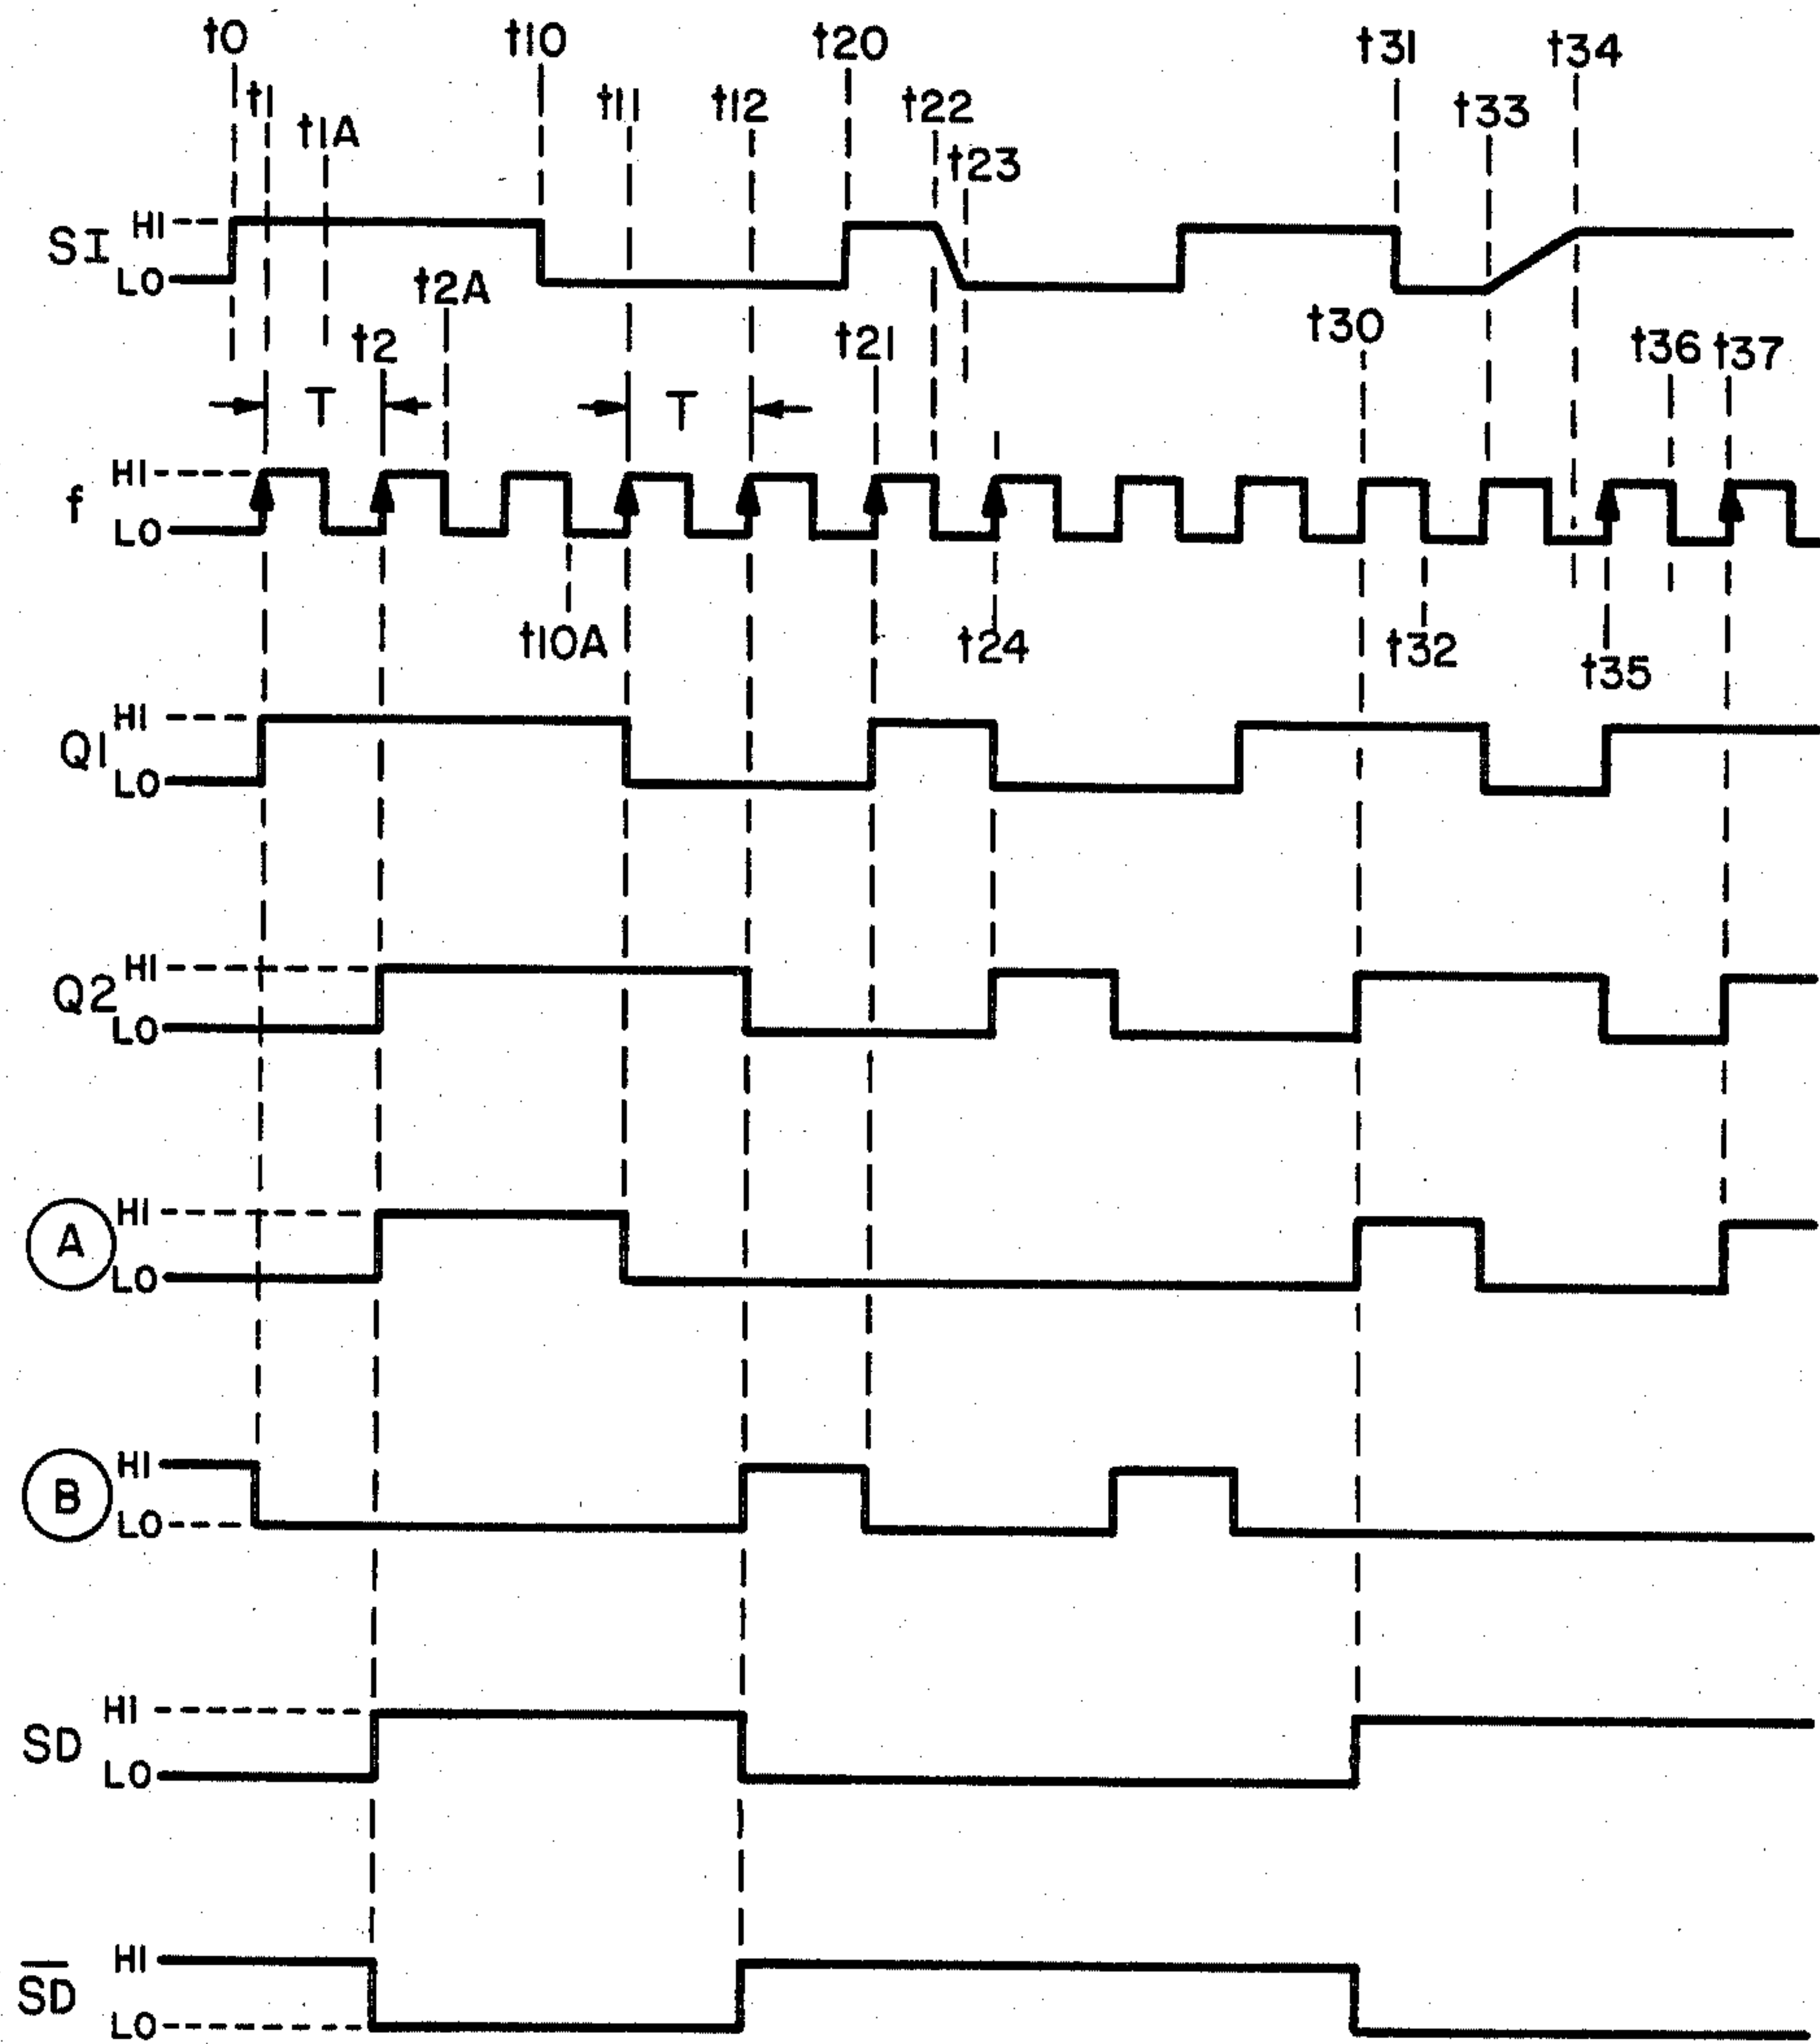 t0 t10 t20 t31 t34
t1 t11 t12 t22 t33
t1A t23
SI HI
LO
t2A
t30
t2 t21 t36 t37
T T
f HI
LO
t10A t24 t32 t35
Q1 HI
LO
Q2 HI
LO
A HI
LO
B HI
LO
SD HI
LO
S̅D̅ HI
LO